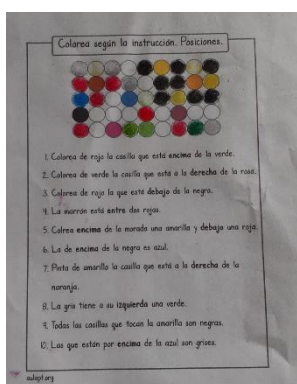 Colorea según la instrucción. Posiciones.
1. Colorea de rojo la casilla que está encima de la verde.
2. Colorea de verde la casilla que está a la derecha de la rosa.
3. Colorea de rojo la que está debajo de la negra.
4. La marrón está entre dos rojas.
5. Colrea encima de la morada una amarilla y debajo una roja.
6. La de encima de la negra es azul.
7. Pinta de amarillo la casilla que está a la derecha de la
naranja.
8. La gris tiene a su izquierda una verde.
9. Todas las casillas que tocan la amarilla son negras.
10. Las que están por encima de la azul son grises.
aulapt.org